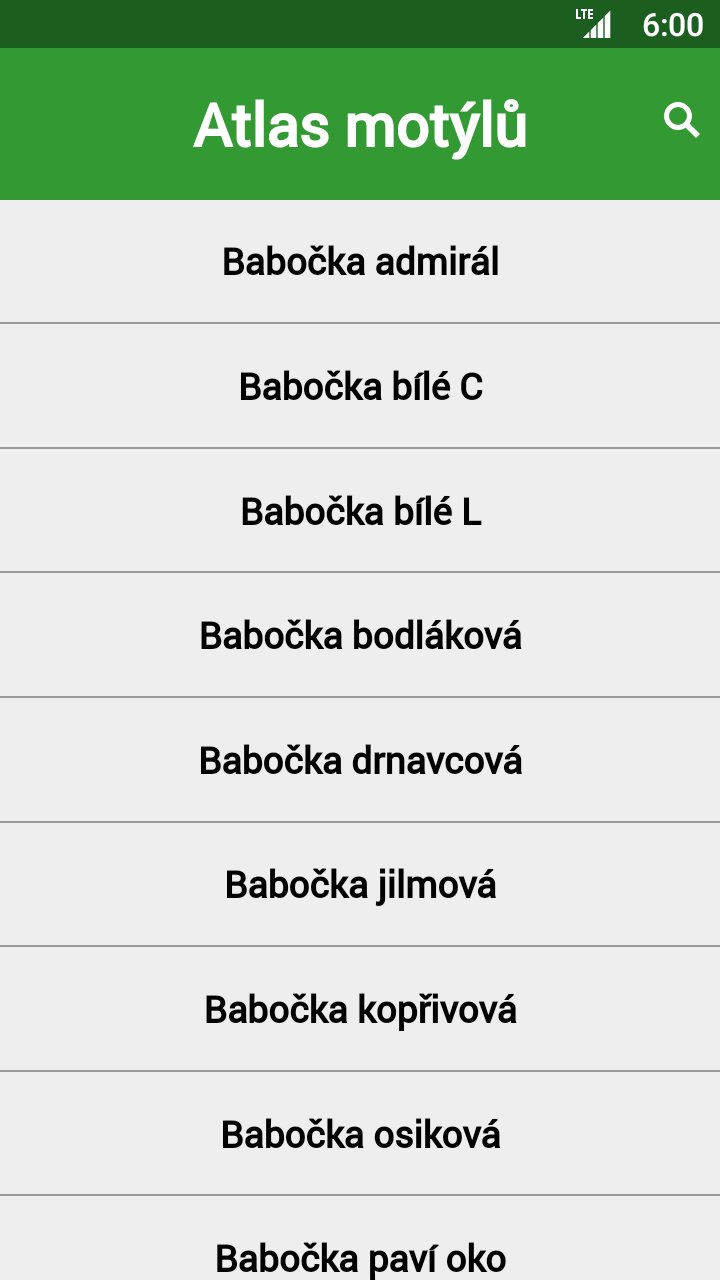 LTE 6:00
Atlas motýlů
Babočka admirál
Babočka bílé C
Babočka bílé L
Babočka bodláková
Babočka drnavcová
Babočka jilmová
Babočka kopřivová
Babočka osiková
Babočka paví oko